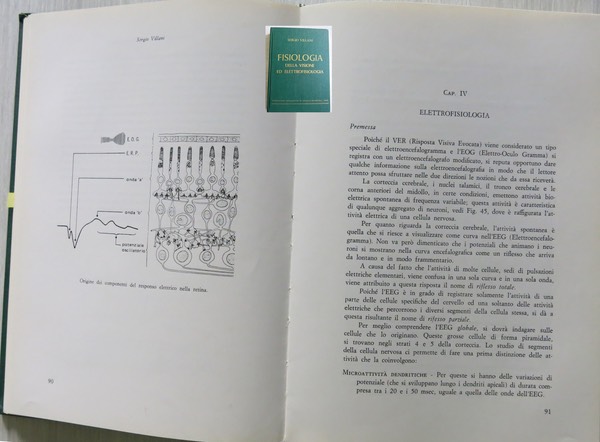 Sergio Villani
E.O.G.
E.R.P.
onda "a"
onda "b"
potenziale
oscillatorio
Origine dei componenti del responso elettrico nella retina.
90
SERGIO VILLANI
FISIOLOGIA
DELLA VISIONE
ED ELETTROFISIOLOGIA
CAP. IV
ELETTROFISIOLOGIA
Premessa
Poiché il VER (Risposta Visiva Evocata) viene considerato un tipo
speciale di elettroencefalogramma e l'EOG (Elettro-Oculo Gramma) si
registra con un elettroencefalografo modificato, si reputa opportuno dare
qualche informazione sulla elettroencefalografia in modo che il lettore
attento possa sfruttare nelle due direzioni le nozioni che da essa riceverà.
La corteccia cerebrale, i nuclei salamici, il tronco cerebrale e le
corna anteriori del midollo, in certe condizioni, emettono attività bio-
elettrica spontanea di frequenza variabile; questa attività è caratteristica
di qualunque aggregato di neuroni, vedi Fig. 45, dove è raffigurata l'at-
tività elettrica di una cellula nervosa.
Per quanto riguarda la corteccia cerebrale, l'attività spontanea è
quella che si riesce a visualizzare come curva nell'EEG (Elettroencefalo-
gramma). Non va però dimenticato che i potenziali che animano i neu-
roni si mostrano nella curva encefalografica come un riflesso che arriva
da lontano e in modo frammentario.
A causa del fatto che l'attività di molte cellule, sedi di pulsazioni
elettriche elementari, viene confusa in una sola curva e in una sola onda,
viene attribuito a questa risposta il nome di riflesso totale.
Poiché l'EEG è in grado di registrare solamente l'attività di una
parte delle cellule specifiche del cervello od una soltanto delle attività
elettriche che percorrono i diversi segmenti della cellula stessa, si dà a
questa risultante il nome di riflesso parziale.
Per meglio comprendere l'EEG globale, si dovrà indagare sulle
cellule che lo originano. Queste grosse cellule di forma piramidale,
si trovano negli strati 4 e 5 della corteccia. Lo studio di segmenti
della cellula nervosa ci permette di fare una prima distinzione delle atti-
vità che la coinvolgono:
MICROATTIVITÀ DENDRITICHE - Per queste si hanno delle variazioni di
potenziale (che si sviluppano lungo i dendriti apicali) di durata com-
presa tra i 20 e i 50 msec, uguale a quella delle onde dell'EEG.
91